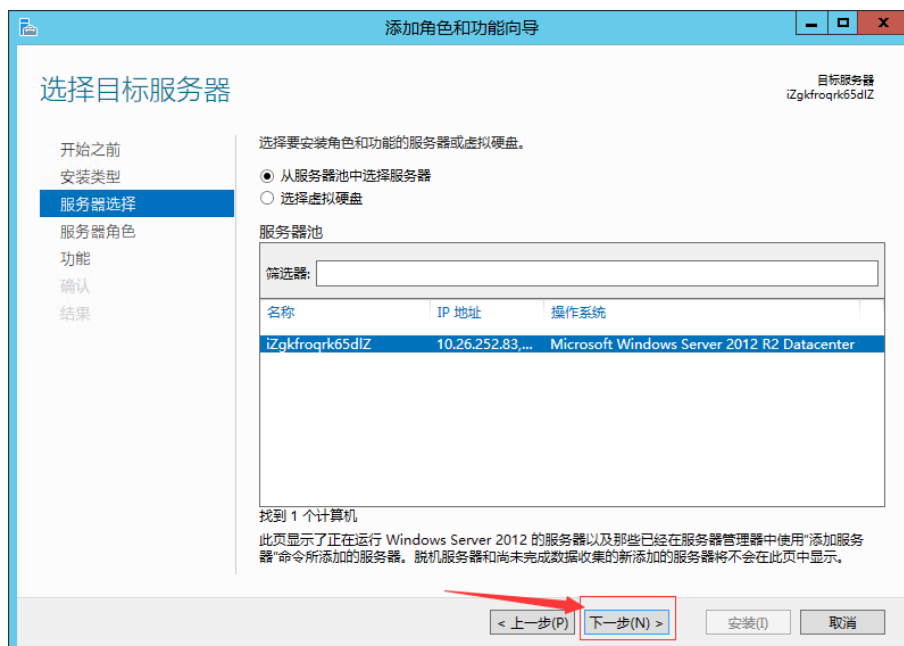 添加角色和功能向导
选择目标服务器
目标服务器
iZgkfroqrk65dlZ
开始之前
安装类型
服务器选择
服务器角色
功能
确认
结果
选择要安装角色和功能的服务器或虚拟硬盘。
从服务器池中选择服务器
选择虚拟硬盘
服务器池
筛选器:
名称 IP 地址 操作系统
iZgkfroqrk65dlZ 10.26.252.83,... Microsoft Windows Server 2012 R2 Datacenter
找到 1 个计算机
此页显示了正在运行 Windows Server 2012 的服务器以及那些已经在服务器管理器中使用"添加服务
器"命令所添加的服务器。脱机服务器和尚未完成数据收集的新添加的服务器将不会在此页中显示。
< 上一步(P) 下一步(N) > 安装(I) 取消